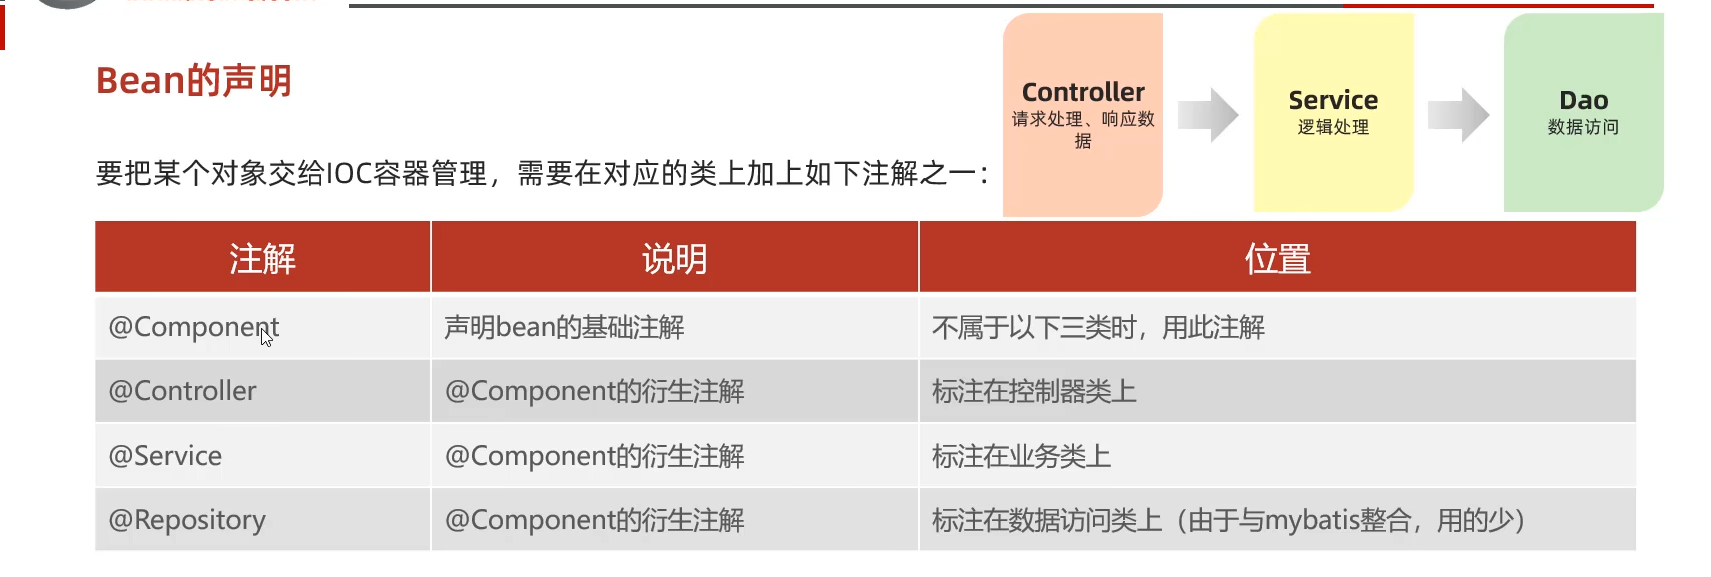 Bean的声明
Controller
请求处理、响应数
据
Service
逻辑处理
Dao
数据访问
要把某个对象交给IOC容器管理，需要在对应的类上加上如下注解之一：
注解 说明 位置
@Component 声明bean的基础注解 不属于以下三类时，用此注解
@Controller @Component的衍生注解 标注在控制器类上
@Service @Component的衍生注解 标注在业务类上
@Repository @Component的衍生注解 标注在数据访问类上（由于与mybatis整合，用的少）